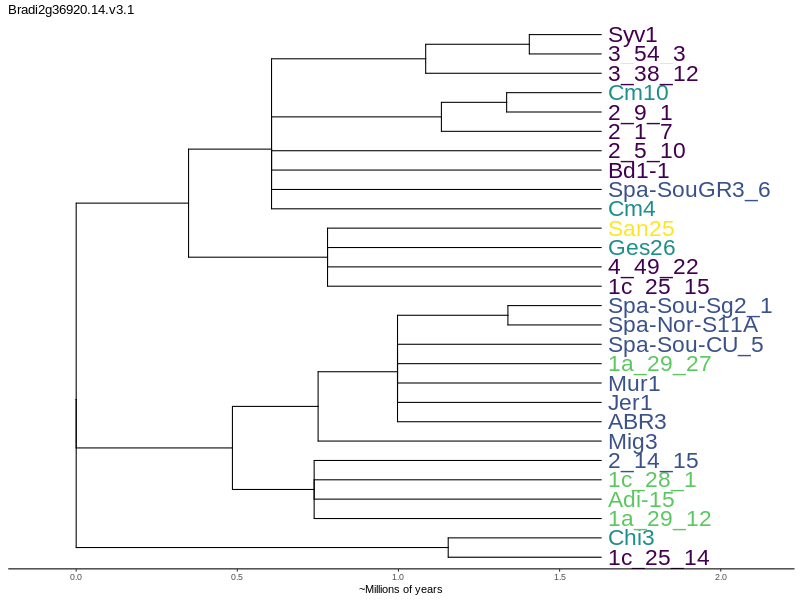 Bradi2g36920.14.v3.1
Syv1
3_54_3
3_38_12
Cm10
2_9_1
2_1_7
2_5_10
Bd1-1
Spa-SouGR3_6
Cm4
San25
Ges26
4_49_22
1c_25_15
Spa-Sou-Sg2_1
Spa-Nor-S11A
Spa-Sou-CU_5
1a_29_27
Mur1
Jer1
ABR3
Mig3
2_14_15
1c_28_1
Adi-15
1a_29_12
Chi3
1c_25_14
0.0 0.5 1.0 1.5 2.0
~Millions of years